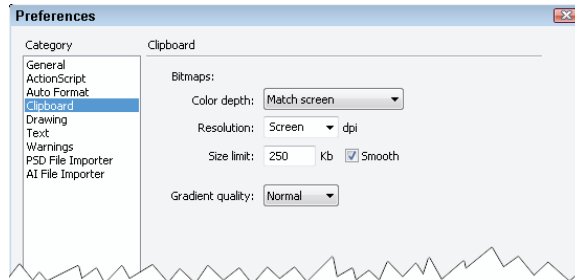 Preferences
Category
General
ActionScript
Auto Format
Clipboard
Drawing
Text
Warnings
PSD File Importer
AI File Importer
Clipboard
Bitmaps:
Color depth: Match screen
Resolution: Screen dpi
Size limit: 250 Kb Smooth
Gradient quality: Normal